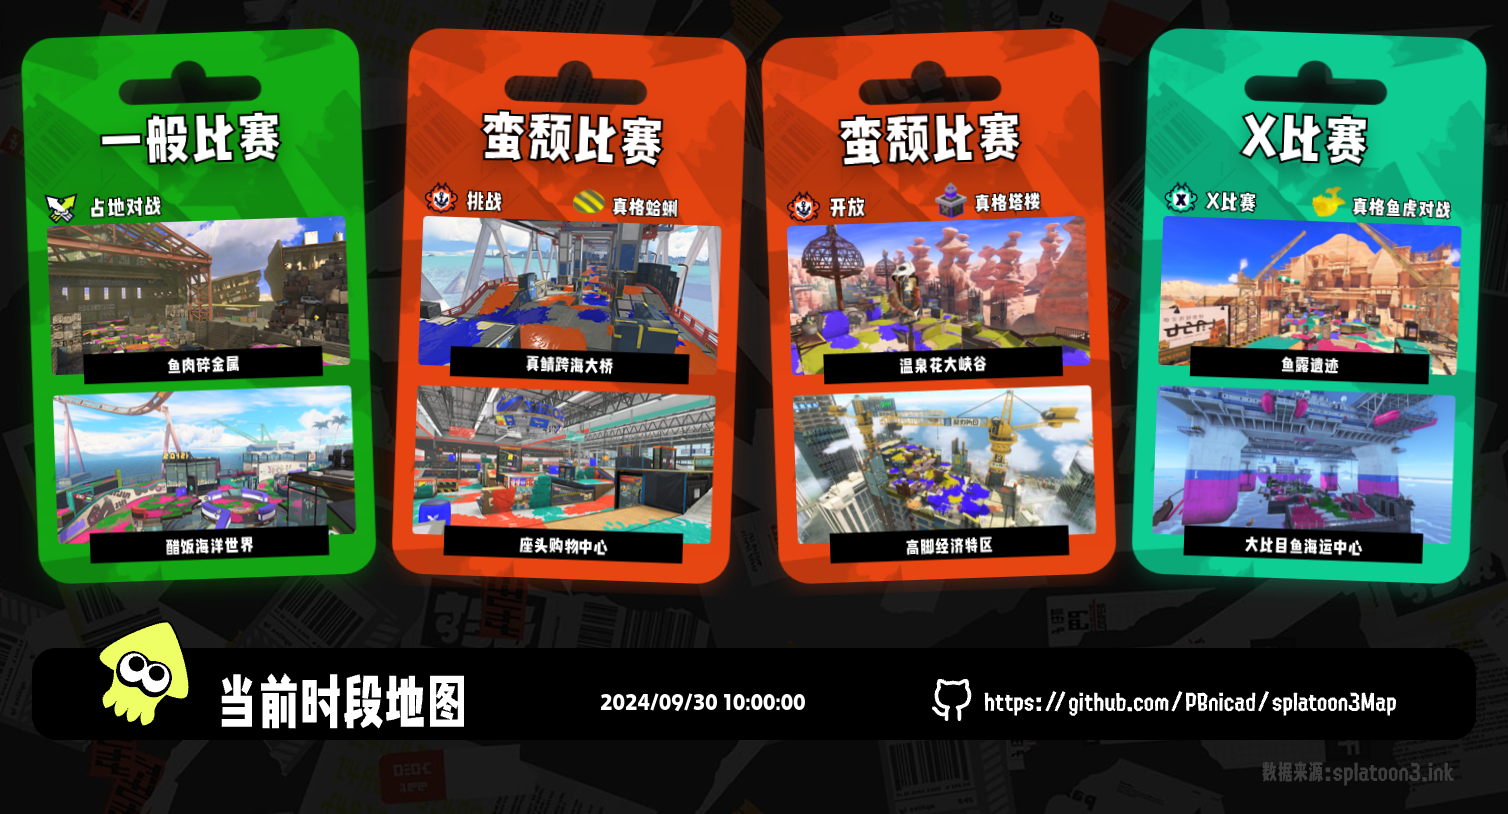 一般比赛
占地对战
鱼肉碎金属
醋饭海洋世界
蛮颓比赛
挑战
真格蛤蜊
真鲭跨海大桥
座头购物中心
蛮颓比赛
开放
真格塔楼
温泉花大峡谷
高脚经济特区
X比赛
X比赛
真格鱼虎对战
鱼露遗迹
大比目鱼海运中心
当前时段地图
2024/09/30 10:00:00
https://github.com/PBnicad/splatoon3Map
数据来源:splatoon3.ink